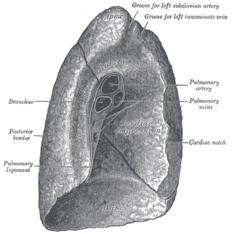 Groove for left subclavian artery
Groove for left innominate vein
Apex
Pulmonary
artery
Pulmonary
veins
Bronchus
Posterior
border
Cardiac notch
Pulmonary
ligament